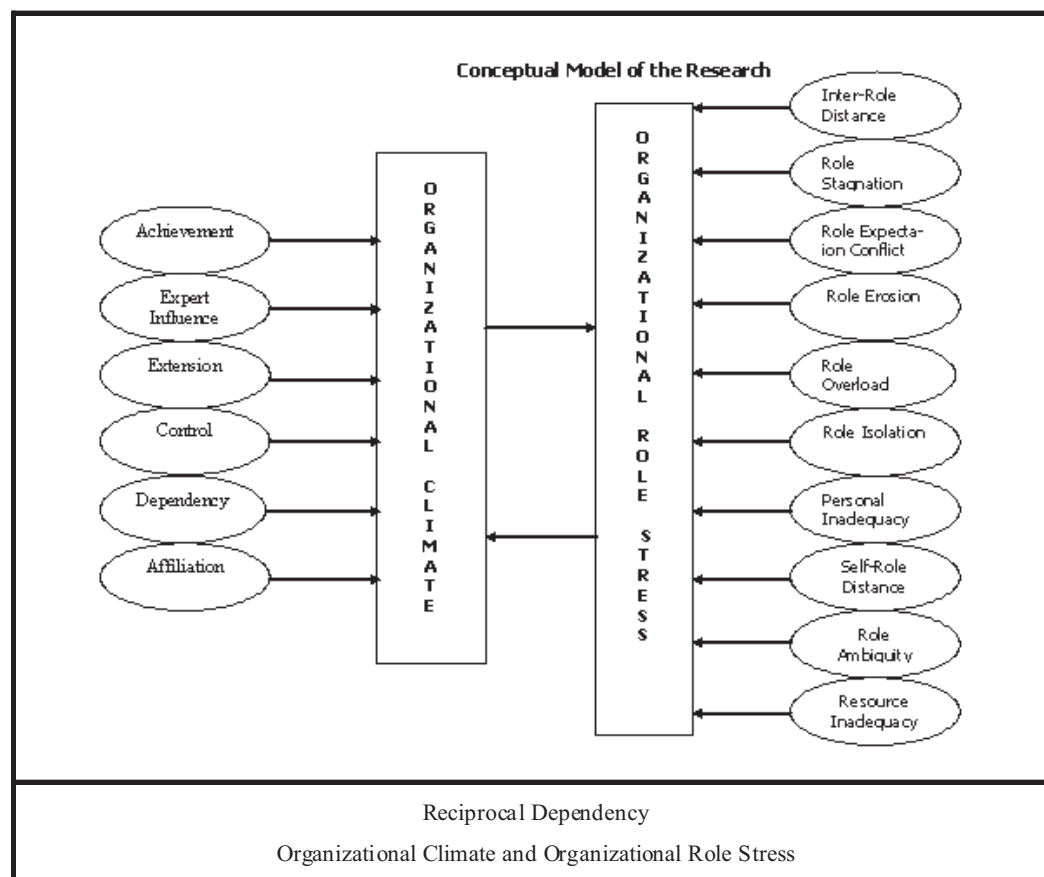 Conceptual Model of the Research
Achievement
Expert
Influence
Extension
Control
Dependency
Affiliation
ORGANIZATIONAL CLIMATE
ORGANIZATIONAL ROLE STRESS
Inter-Role
Distance
Role
Stagnation
Role Expecta-
ion Conflict
Role Erosion
Role
Overload
Role Isolation
Personal
Inadequacy
Self-Role
Distance
Role
Ambiquity
Resource
Inadequacy
Reciprocal Dependency
Organizational Climate and Organizational Role Stress